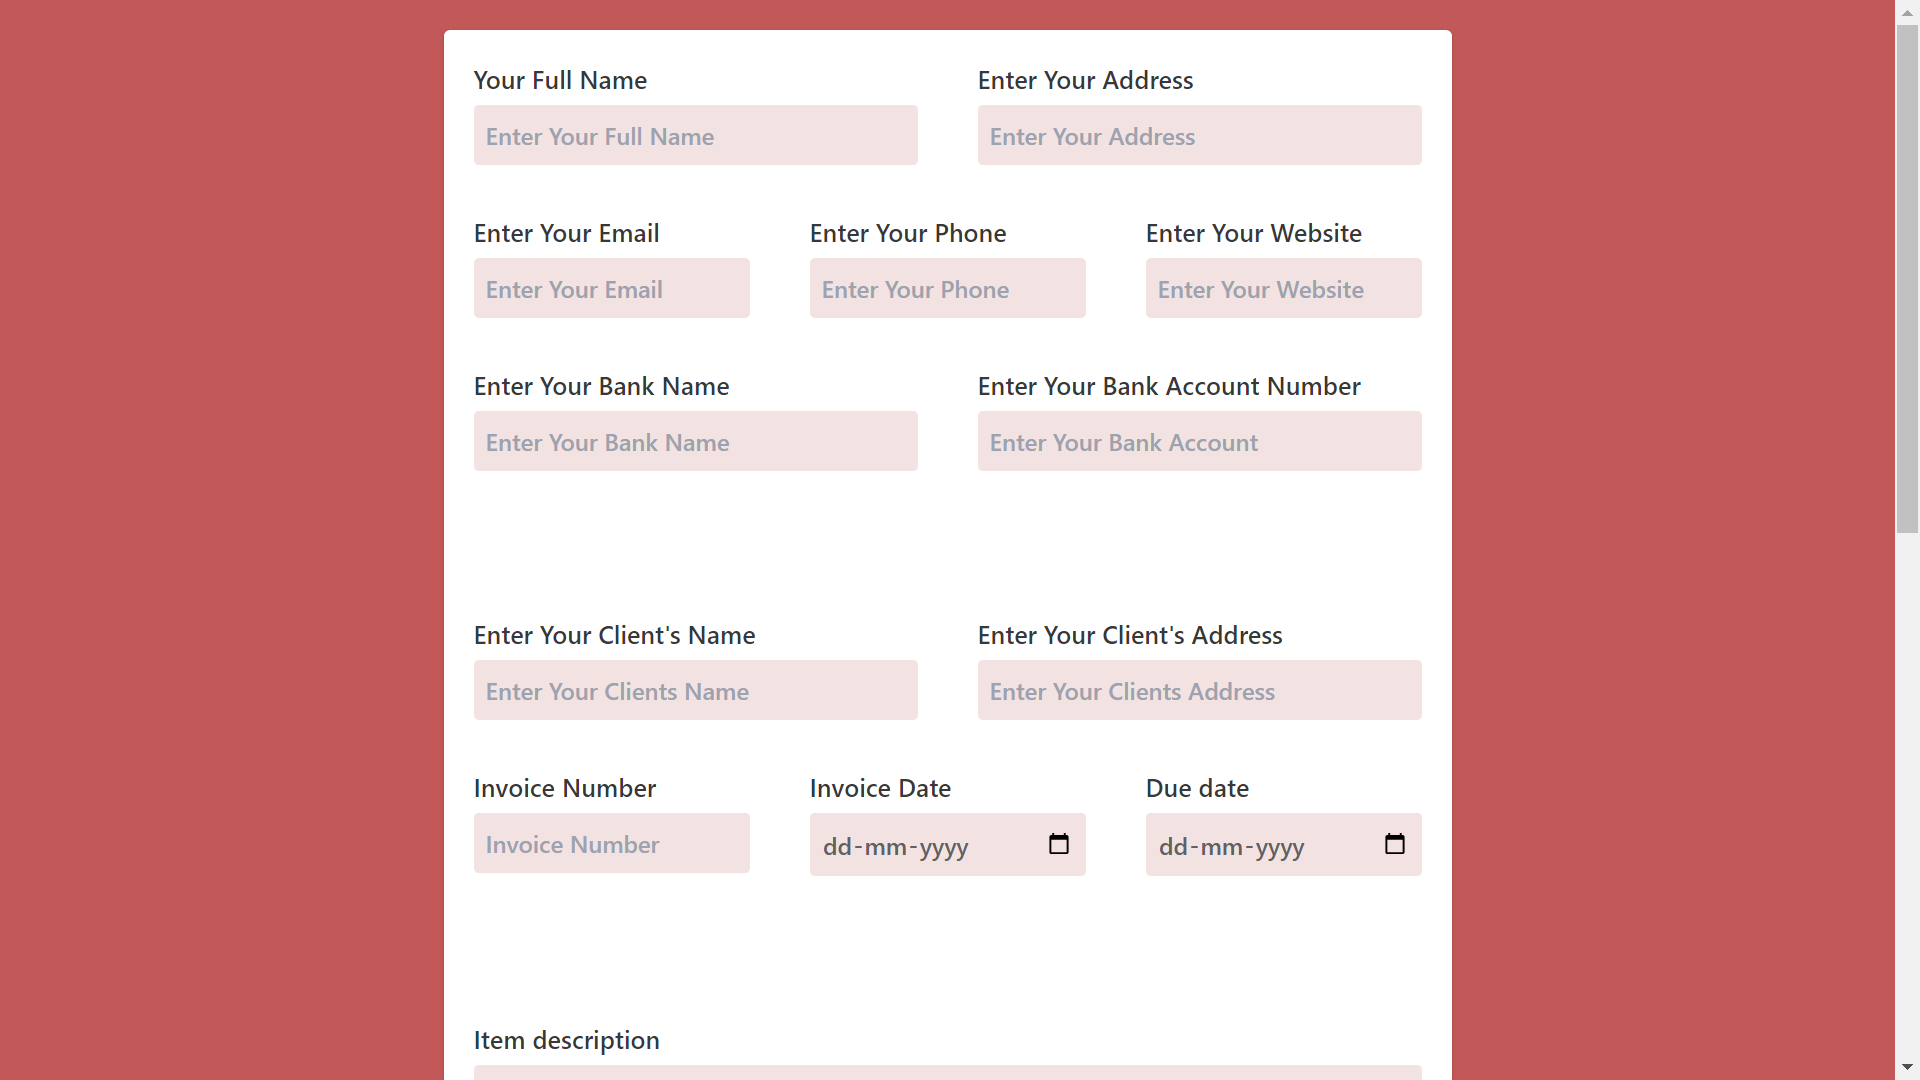 Your Full Name
Enter Your Address
Enter Your Full Name
Enter Your Address
Enter Your Email
Enter Your Phone
Enter Your Website
Enter Your Email
Enter Your Phone
Enter Your Website
Enter Your Bank Name
Enter Your Bank Account Number
Enter Your Bank Name
Enter Your Bank Account
Enter Your Client's Name
Enter Your Client's Address
Enter Your Clients Name
Enter Your Clients Address
Invoice Number
Invoice Date
Due date
Invoice Number
dd-mm-yyyy
dd-mm-yyyy
Item description